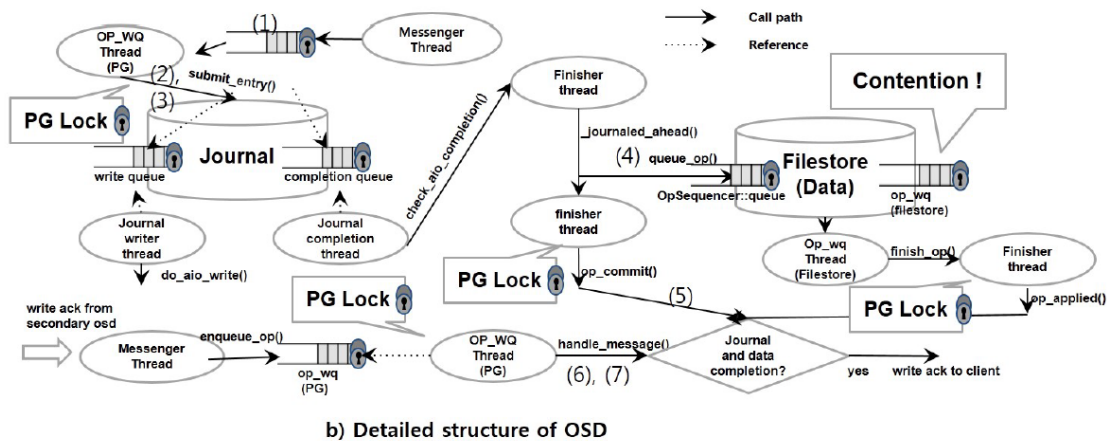 (1)
OP_WQ
Thread
(PG)
Messenger
Thread
Call path
Reference
(2),
submit_entry()
(3)
PG Lock
Journal
write queue
completion queue
Journal
writer
thread
Journal
completion
thread
do_aio_write()
check_aio_completion()
Finisher
thread
_journaled_ahead()
(4)
queue_op()
OpSequencer::queue
Filestore
(Data)
Contention !
op_wq
(filestore)
finisher
thread
PG Lock
op_commit()
(5)
Op_wq
Thread
(Filestore)
finish_op()
Finisher
thread
PG Lock
op_applied()
write ack from
secondary osd
Messenger
Thread
enqueue_op()
op_wq
(PG)
PG Lock
OP_WQ
Thread
(PG)
handle_message()
(6), (7)
Journal
and data
completion?
yes
write ack to client
b) Detailed structure of OSD